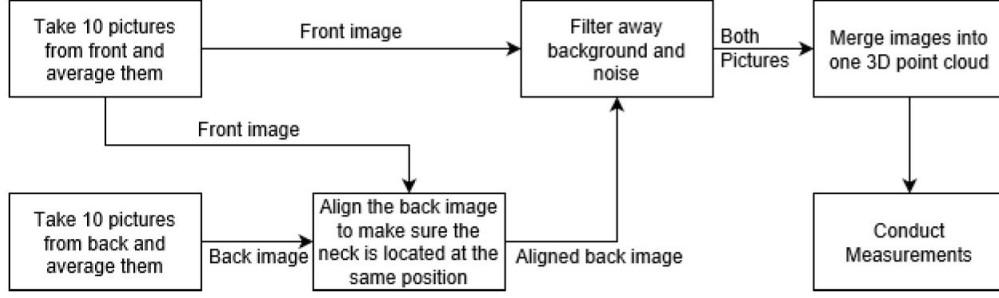 Take 10 pictures
from front and
average them
Front image
Filter away
background and
noise
Both
Pictures
Merge images into
one 3D point cloud
Front image
Take 10 pictures
from back and
average them
Back image
Align the back image
to make sure the
neck is located at the
same position
Aligned back image
Conduct
Measurements